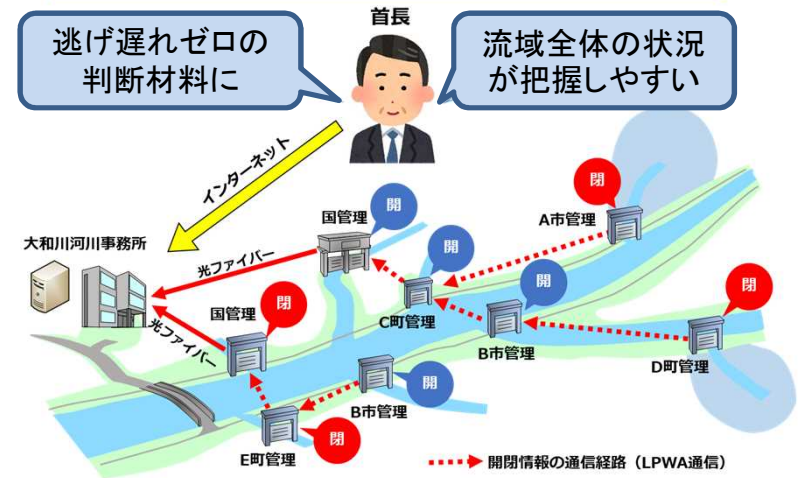 首長
逃げ遅れゼロの
判断材料に
流域全体の状況
が把握しやすい
インターネット
閉
A市管理
開
国管理
大和川河川事務所
光ファイバー
開
C町管理
開
B市管理
閉
D町管理
国管理
閉
光ファイバー
開
B市管理
閉
E町管理
開閉情報の通信経路（LPWA通信）